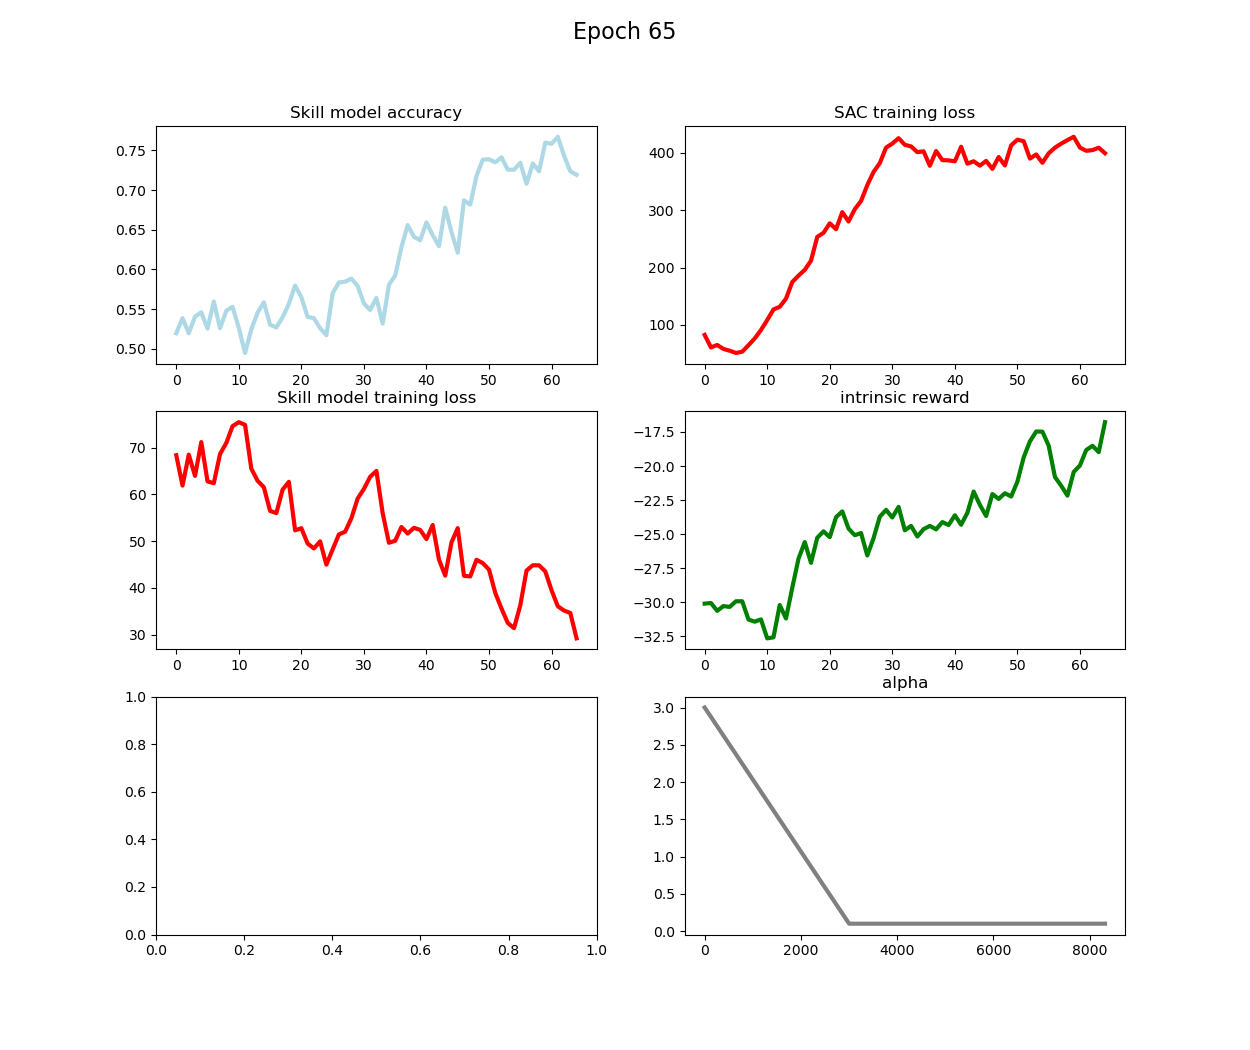 Epoch 65
Skill model accuracy
0.75
0.70
0.65
0.60
0.55
0.50
0 10 20 30 40 50 60
SAC training loss
400
300
200
100
0 10 20 30 40 50 60
Skill model training loss
70
60
50
40
30
0 10 20 30 40 50 60
intrinsic reward
−17.5
−20.0
−22.5
−25.0
−27.5
−30.0
−32.5
0 10 20 30 40 50 60
1.0
0.8
0.6
0.4
0.2
0.0
0.0 0.2 0.4 0.6 0.8 1.0
alpha
3.0
2.5
2.0
1.5
1.0
0.5
0.0
0 2000 4000 6000 8000